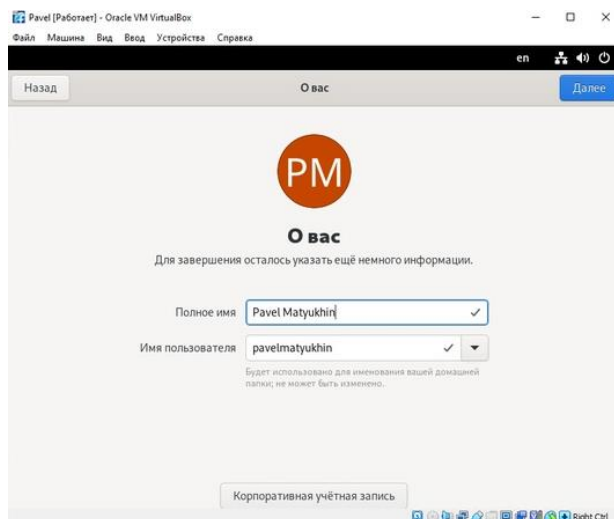 Pavel [Работает] - Oracle VM VirtualBox
Файл Машина Вид Ввод Устройства Справка
en
Назад
О вас
Далее
PM
О вас
Для завершения осталось указать ещё немного информации.
Полное имя Pavel Matyukhin
Имя пользователя pavelmatyukhin
Будет использовано для именования вашей домашней
папки; не может быть изменено.
Корпоративная учётная запись
Right Ctrl